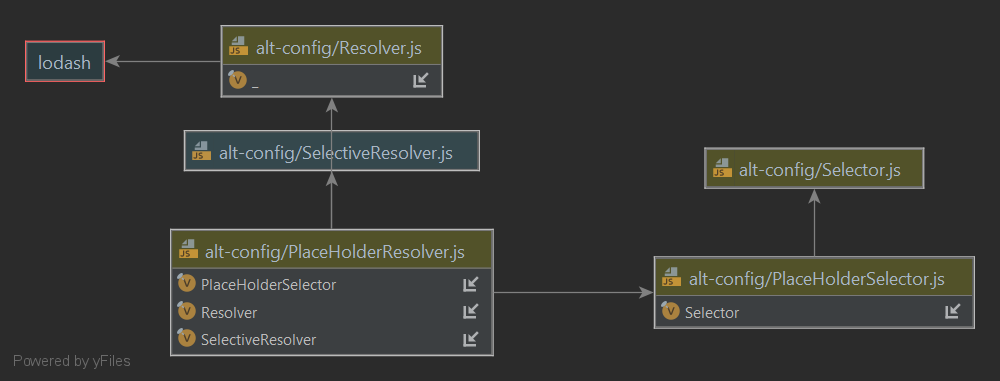 lodash
JS alt-config/Resolver.js
V _
JS alt-config/SelectiveResolver.js
JS alt-config/Selector.js
JS alt-config/PlaceHolderResolver.js
V PlaceHolderSelector
V Resolver
V SelectiveResolver
JS alt-config/PlaceHolderSelector.js
V Selector
Powered by yFiles